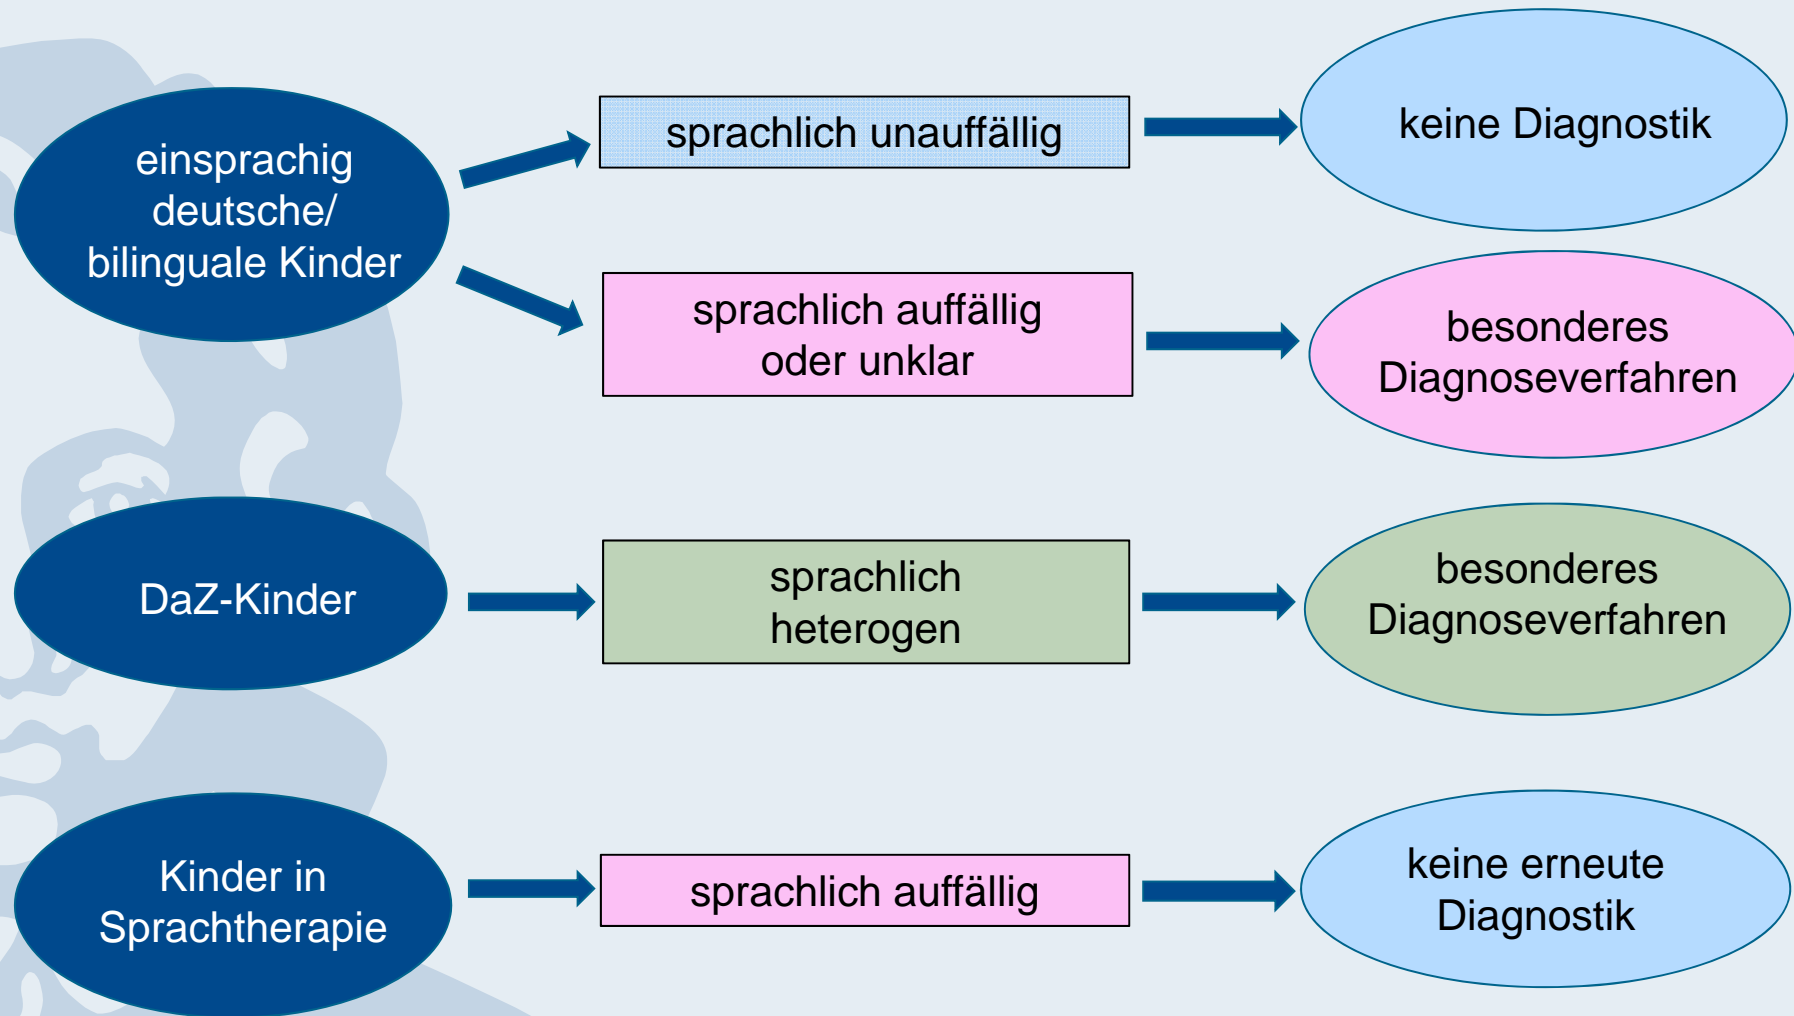 einsprachig
deutsche/
bilinguale Kinder
sprachlich unauffällig
keine Diagnostik
sprachlich auffällig
oder unklar
besonderes
Diagnoseverfahren
DaZ-Kinder
sprachlich
heterogen
besonderes
Diagnoseverfahren
Kinder in
Sprachtherapie
sprachlich auffällig
keine erneute
Diagnostik